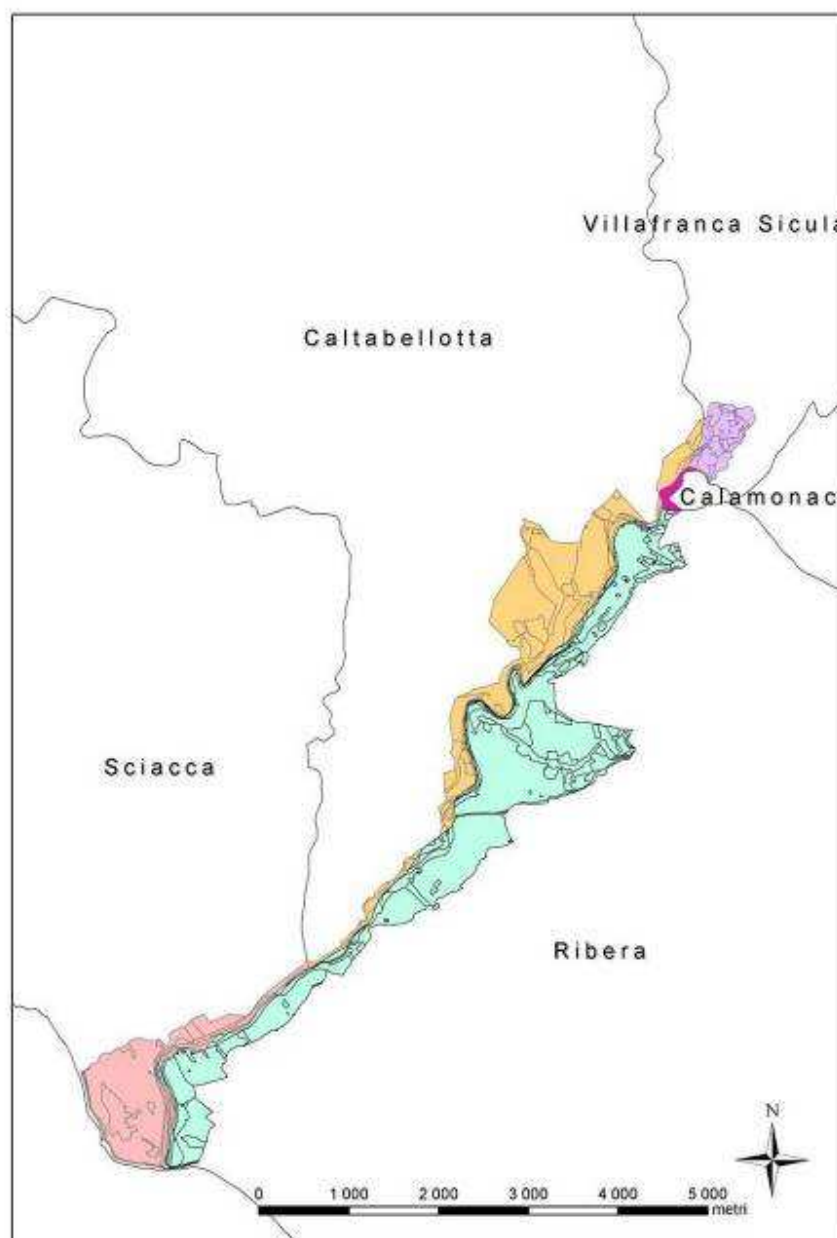 Villafranca Sicula
Caltabellotta
Calamonac
Sciacca
Ribera
N
0 1 000 2 000 3 000 4 000 5 000
metri